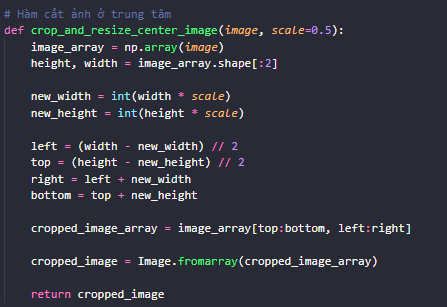 # Hàm cắt ảnh ở trung tâm
def crop_and_resize_center_image(image, scale=0.5):
    image_array = np.array(image)
    height, width = image_array.shape[:2]

    new_width = int(width * scale)
    new_height = int(height * scale)

    left = (width - new_width) // 2
    top = (height - new_height) // 2
    right = left + new_width
    bottom = top + new_height

    cropped_image_array = image_array[top:bottom, left:right]

    cropped_image = Image.fromarray(cropped_image_array)

    return cropped_image